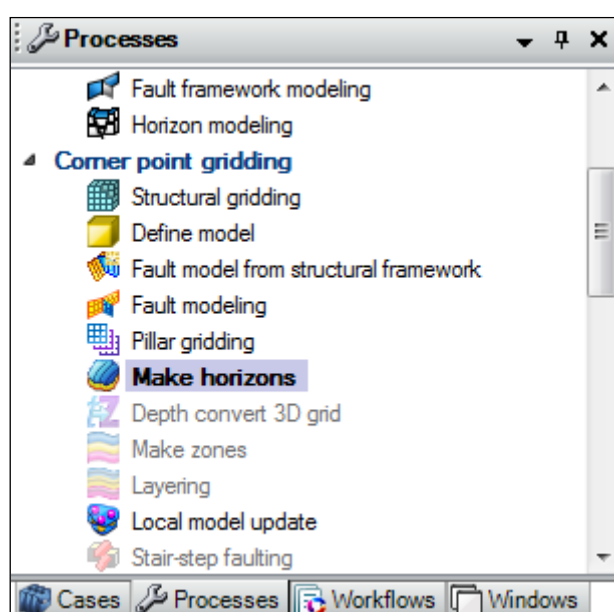 Processes
Fault framework modeling
Horizon modeling
Corner point gridding
Structural gridding
Define model
Fault model from structural framework
Fault modeling
Pillar gridding
Make horizons
Depth convert 3D grid
Make zones
Layering
Local model update
Stair-step faulting
Cases Processes Workflows Windows